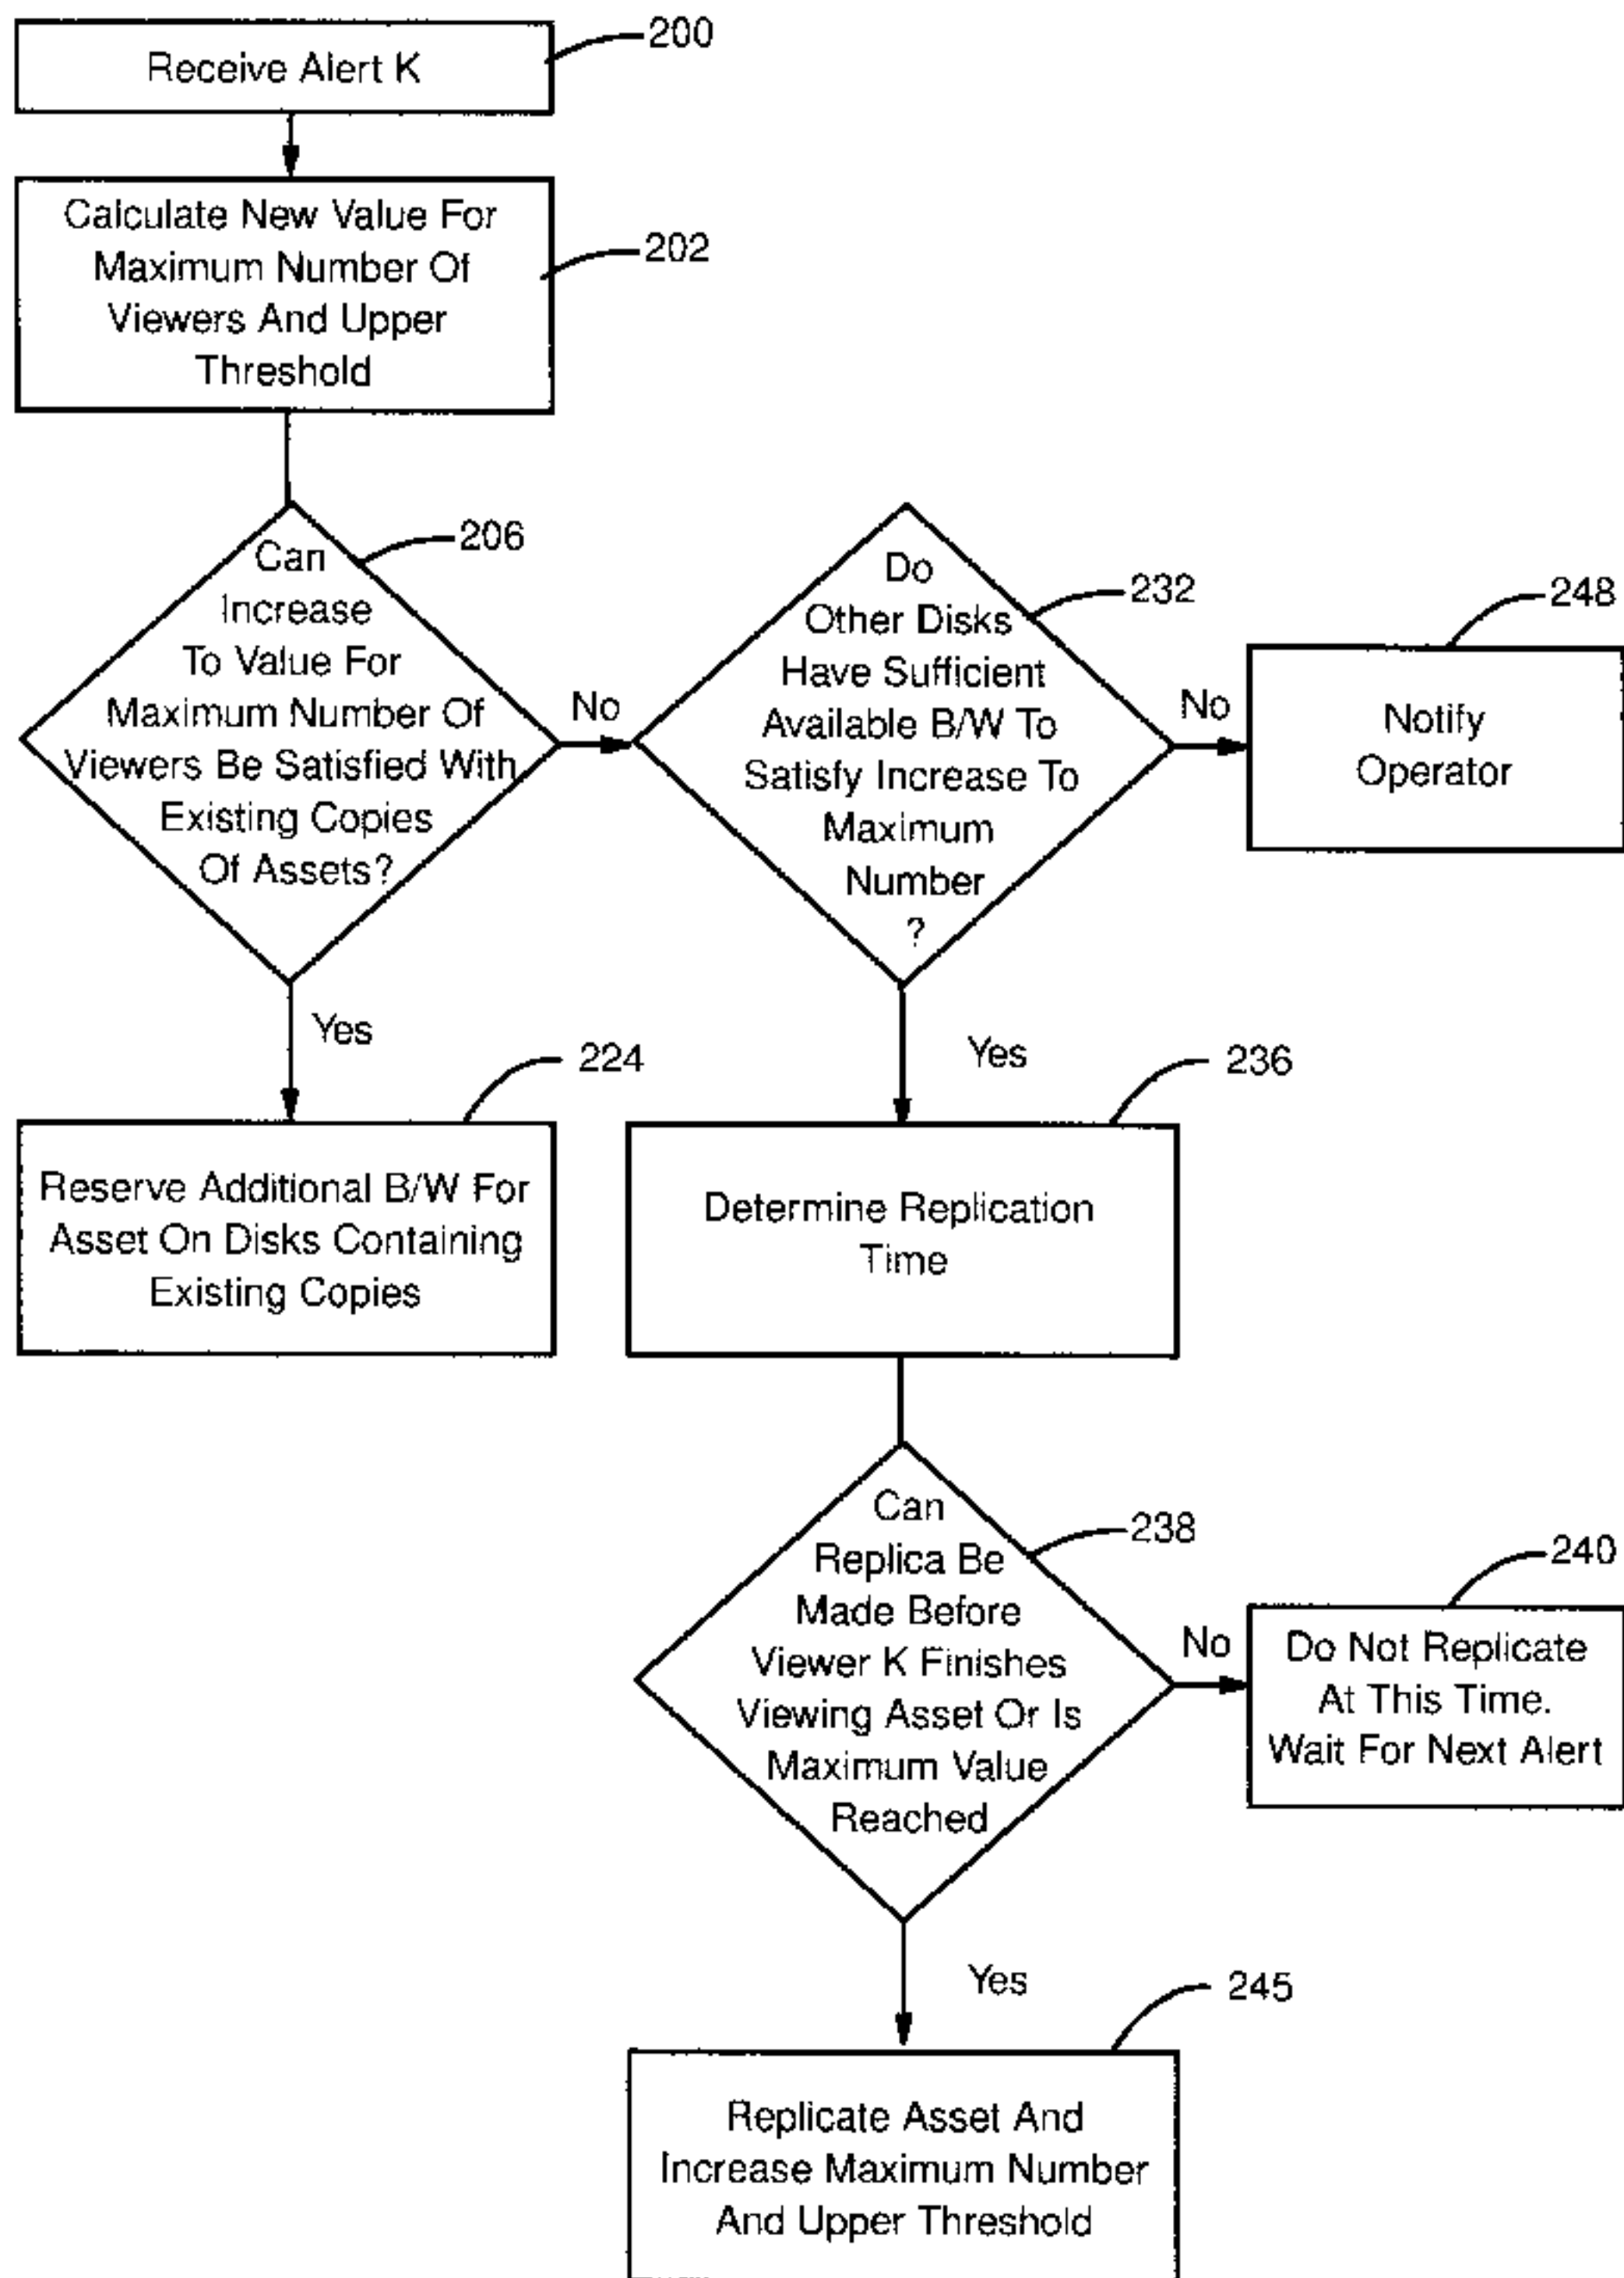 Receive Alert K
200
Calculate New Value For
Maximum Number Of
Viewers And Upper
Threshold
202
Can
Increase
To Value For
Maximum Number Of
Viewers Be Satisfied With
Existing Copies
Of Assets?
206
No
Do
Other Disks
Have Sufficient
Available B/W To
Satisfy Increase To
Maximum
Number
?
232
No
Notify
Operator
248
Yes
Reserve Additional B/W For
Asset On Disks Containing
Existing Copies
224
Yes
Determine Replication
Time
236
Can
Replica Be
Made Before
Viewer K Finishes
Viewing Asset Or Is
Maximum Value
Reached
238
No
Do Not Replicate
At This Time.
Wait For Next Alert
240
Yes
Replicate Asset And
Increase Maximum Number
And Upper Threshold
245